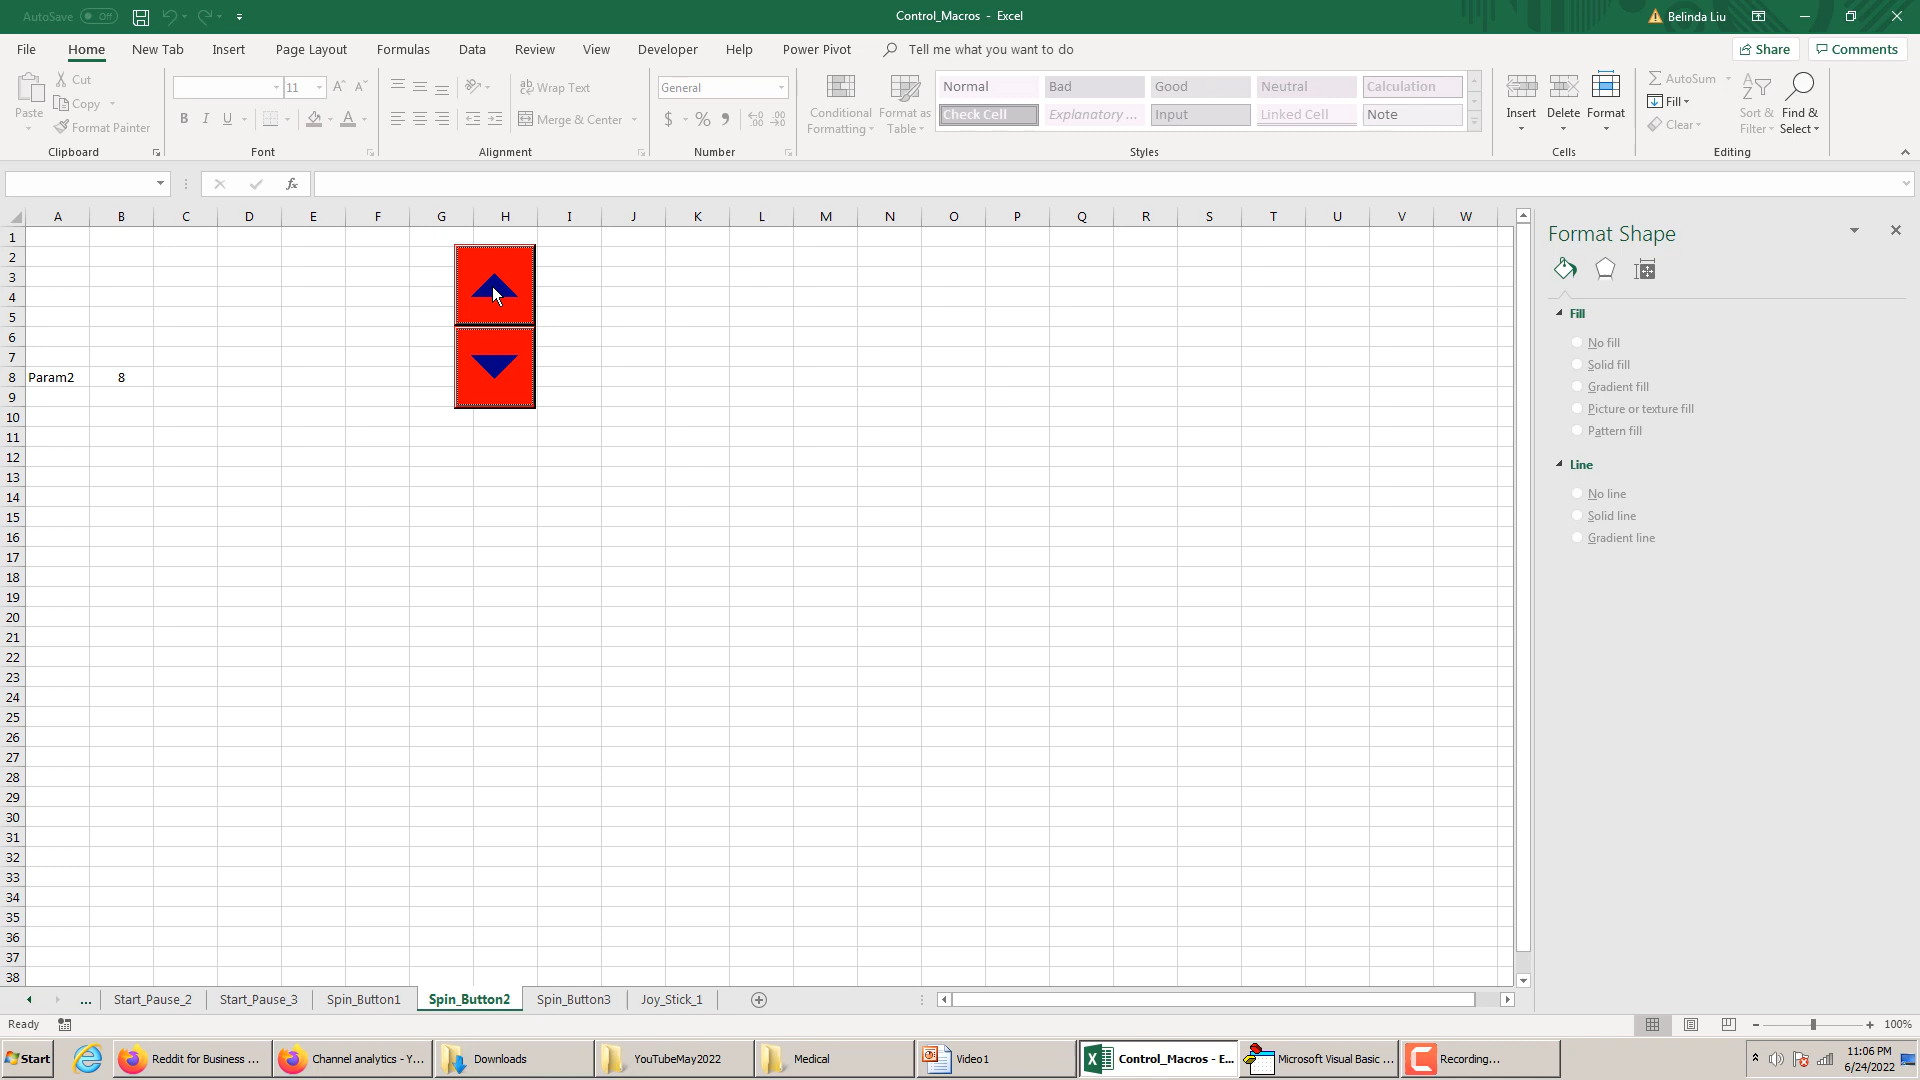 AutoSave Off Control_Macros - Excel Belinda Liu
File Home New Tab Insert Page Layout Formulas Data Review View Developer Help Power Pivot Tell me what you want to do Share Comments
Paste Cut Copy Format Painter Clipboard
11 B I U A A A Font
Wrap Text Merge & Center Alignment
General $ % Number
Conditional Formatting Format as Table
Normal Bad Good Neutral Calculation
Check Cell Explanatory ... Input Linked Cell Note
Styles
Insert Delete Format Cells
AutoSum Fill Clear Sort & Filter Find & Select Editing
fx
A B C D E F G H I J K L M N O P Q R S T U V W
1
2
3
4
5
6
7
8 Param2 8
9
10
11
12
13
14
15
16
17
18
19
20
21
22
23
24
25
26
27
28
29
30
31
32
33
34
35
36
37
38
Format Shape
Fill
No fill
Solid fill
Gradient fill
Picture or texture fill
Pattern fill
Line
No line
Solid line
Gradient line
... Start_Pause_2 Start_Pause_3 Spin_Button1 Spin_Button2 Spin_Button3 Joy_Stick_1
Ready 100%
Start Reddit for Business ... Channel analytics - Y... Downloads YouTubeMay2022 Medical Video1 Control_Macros - E... Microsoft Visual Basic ... Recording... 11:06 PM
6/24/2022